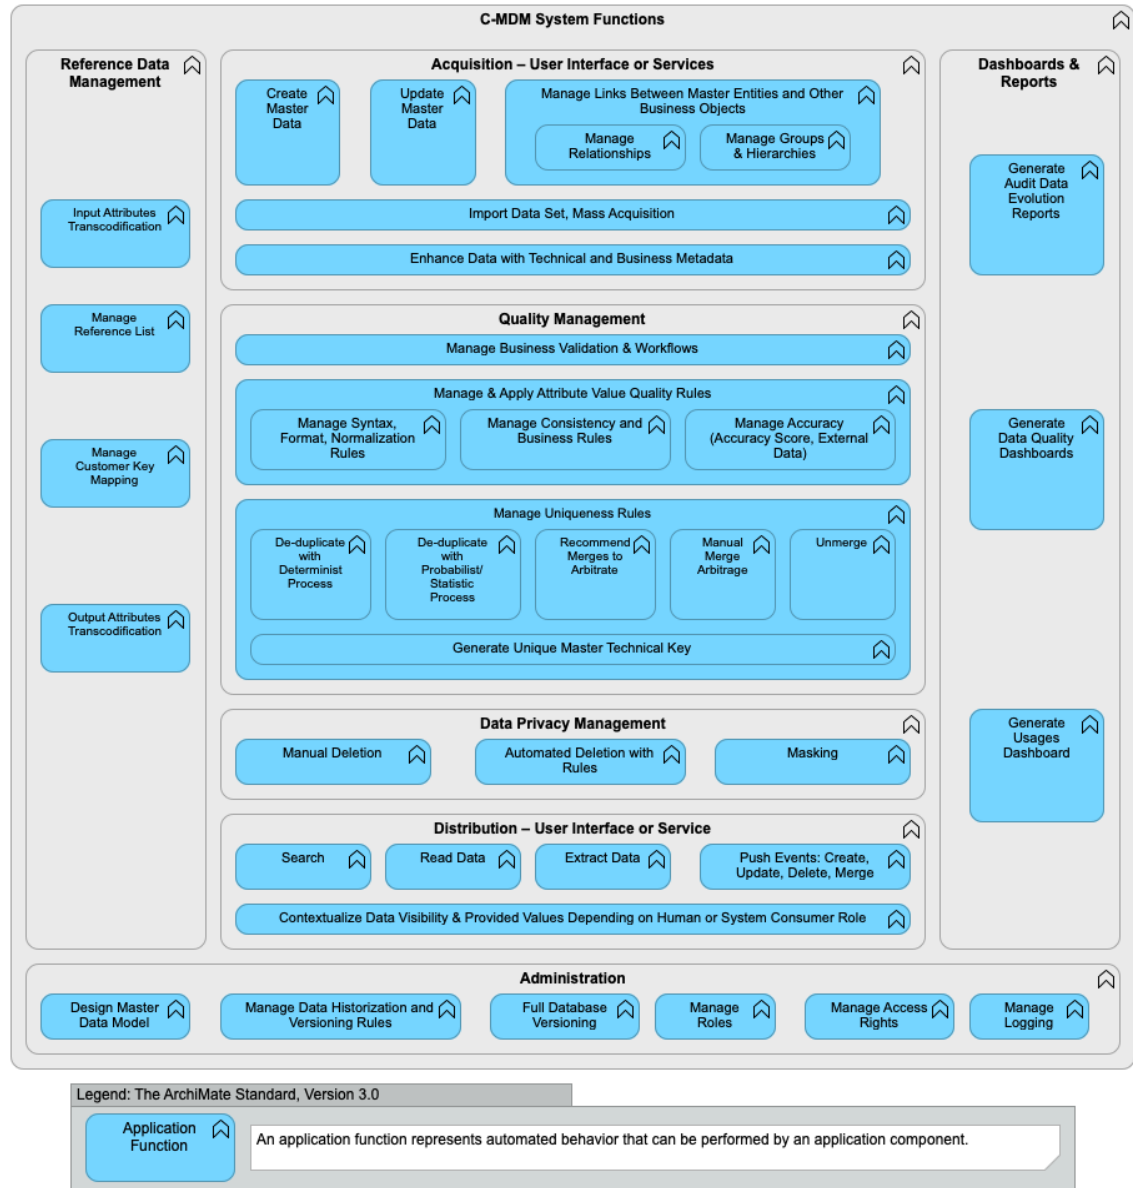 C-MDM System Functions
Reference Data
Management
Input Attributes
Transcodification
Manage
Reference List
Manage
Customer Key
Mapping
Output Attributes
Transcodification
Acquisition – User Interface or Services
Create
Master
Data
Update
Master
Data
Manage Links Between Master Entities and Other
Business Objects
Manage
Relationships
Manage Groups
& Hierarchies
Import Data Set, Mass Acquisition
Enhance Data with Technical and Business Metadata
Quality Management
Manage Business Validation & Workflows
Manage & Apply Attribute Value Quality Rules
Manage Syntax,
Format, Normalization
Rules
Manage Consistency and
Business Rules
Manage Accuracy
(Accuracy Score, External
Data)
Manage Uniqueness Rules
De-duplicate
with
Determinist
Process
De-duplicate
with
Probabilist/
Statistic
Process
Recommend
Merges to
Arbitrate
Manual
Merge
Arbitrage
Unmerge
Generate Unique Master Technical Key
Data Privacy Management
Manual Deletion
Automated Deletion with
Rules
Masking
Distribution – User Interface or Service
Search
Read Data
Extract Data
Push Events: Create,
Update, Delete, Merge
Contextualize Data Visibility & Provided Values Depending on Human or System Consumer Role
Dashboards &
Reports
Generate
Audit Data
Evolution
Reports
Generate
Data Quality
Dashboards
Generate
Usages
Dashboard
Administration
Design Master
Data Model
Manage Data Historization and
Versioning Rules
Full Database
Versioning
Manage
Roles
Manage Access
Rights
Manage
Logging
Legend: The ArchiMate Standard, Version 3.0
Application
Function
An application function represents automated behavior that can be performed by an application component.